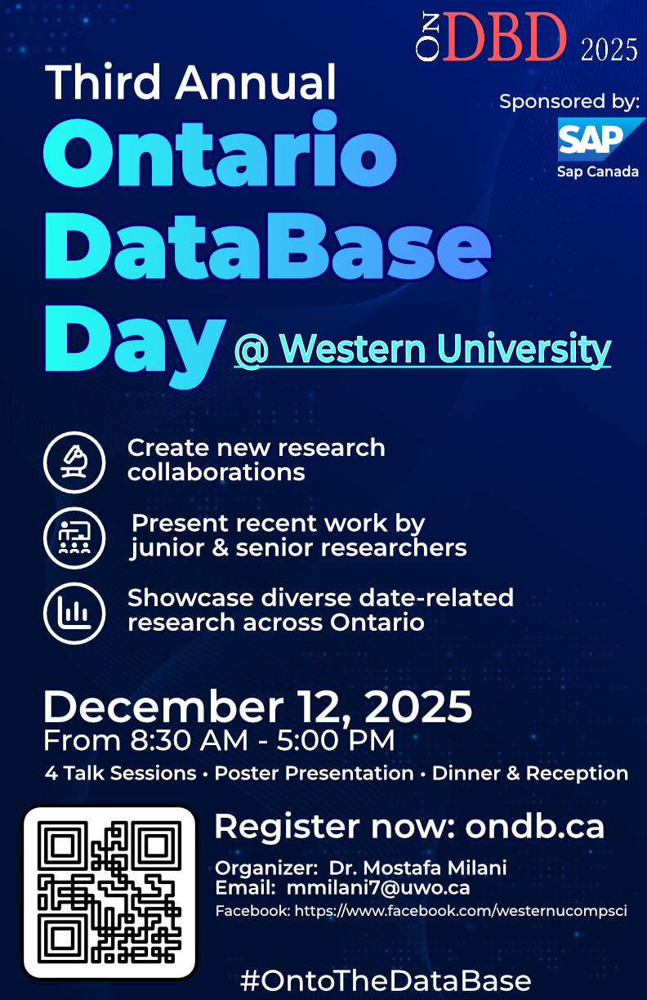 ON DBD 2025
Third Annual
Sponsored by:
SAP
Sap Canada
Ontario
DataBase
Day @ Western University
Create new research
collaborations
Present recent work by
junior & senior researchers
Showcase diverse date-related
research across Ontario
December 12, 2025
From 8:30 AM - 5:00 PM
4 Talk Sessions • Poster Presentation • Dinner & Reception
Register now: ondb.ca
Organizer: Dr. Mostafa Milani
Email: mmilani7@uwo.ca
Facebook: https://www.facebook.com/westernucompsci
#OntoTheDataBase